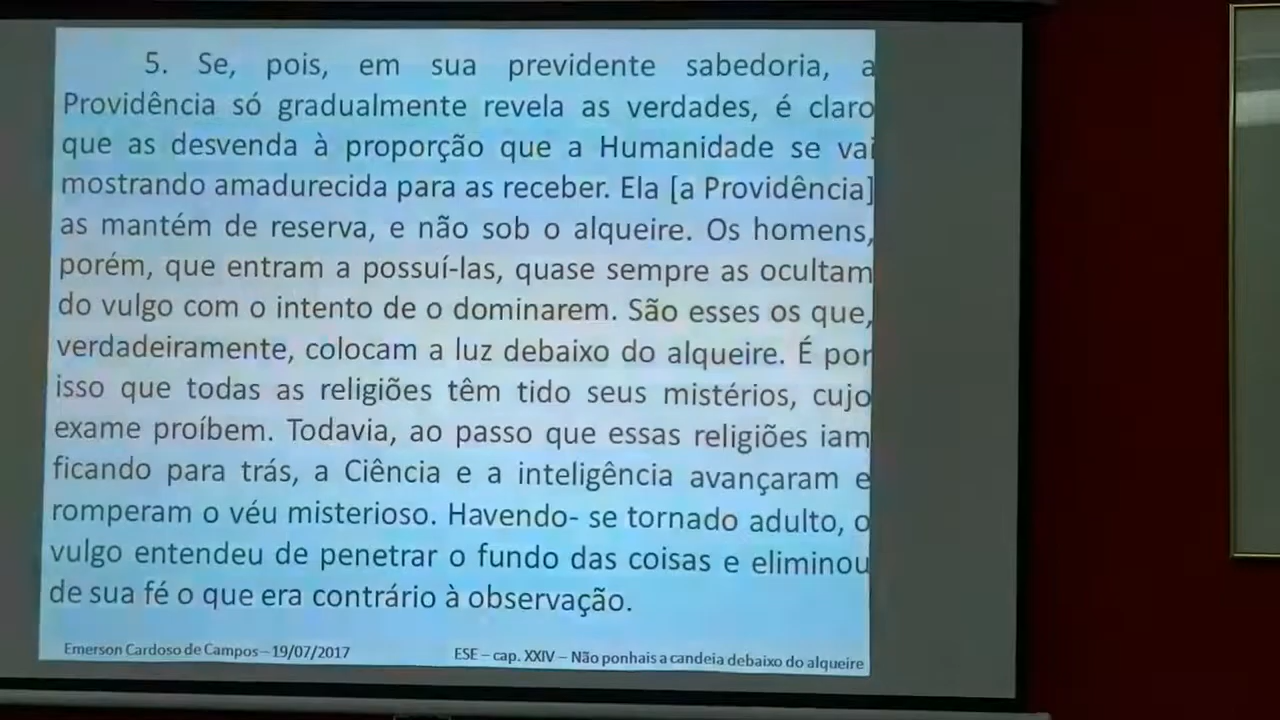 5. Se, pois, em sua previdente sabedoria, a
Providência só gradualmente revela as verdades, é claro
que as desvenda à proporção que a Humanidade se vai
mostrando amadurecida para as receber. Ela [a Providência]
as mantém de reserva, e não sob o alqueire. Os homens,
porém, que entram a possuí-las, quase sempre as ocultam
do vulgo com o intento de o dominarem. São esses os que,
verdadeiramente, colocam a luz debaixo do alqueire. É por
isso que todas as religiões têm tido seus mistérios, cujo
exame proíbem. Todavia, ao passo que essas religiões iam
ficando para trás, a Ciência e a inteligência avançaram e
romperam o véu misterioso. Havendo- se tornado adulto, o
vulgo entendeu de penetrar o fundo das coisas e eliminou
de sua fé o que era contrário à observação.
Emerson Cardoso de Campos – 19/07/2017
ESE – cap. XXIV – Não ponhais a candeia debaixo do alqueire